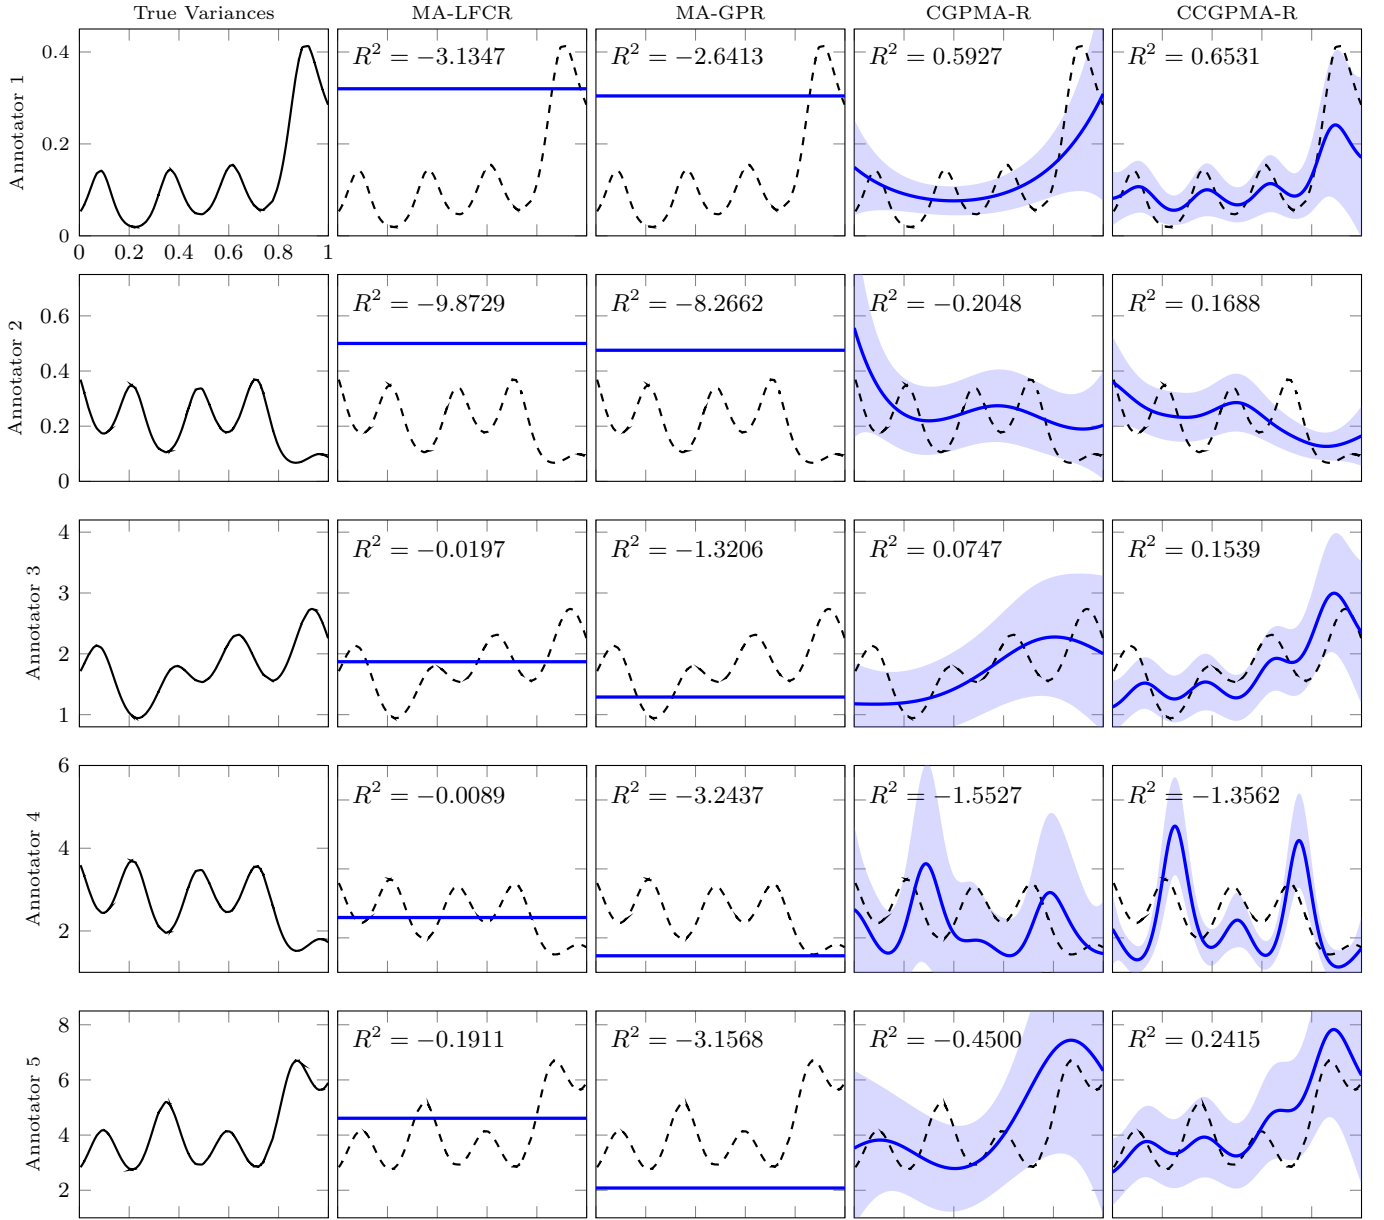 True Variances MA-LFCR MA-GPR CGPMA-R CCGPMA-R
Annotator 1
0.4
0.2
0
R² = −3.1347 R² = −2.6413 R² = 0.5927 R² = 0.6531
0 0.2 0.4 0.6 0.8 1
Annotator 2
0.6
0.4
0.2
0
R² = −9.8729 R² = −8.2662 R² = −0.2048 R² = 0.1688
Annotator 3
4
3
2
1
R² = −0.0197 R² = −1.3206 R² = 0.0747 R² = 0.1539
Annotator 4
6
4
2
R² = −0.0089 R² = −3.2437 R² = −1.5527 R² = −1.3562
Annotator 5
8
6
4
2
R² = −0.1911 R² = −3.1568 R² = −0.4500 R² = 0.2415